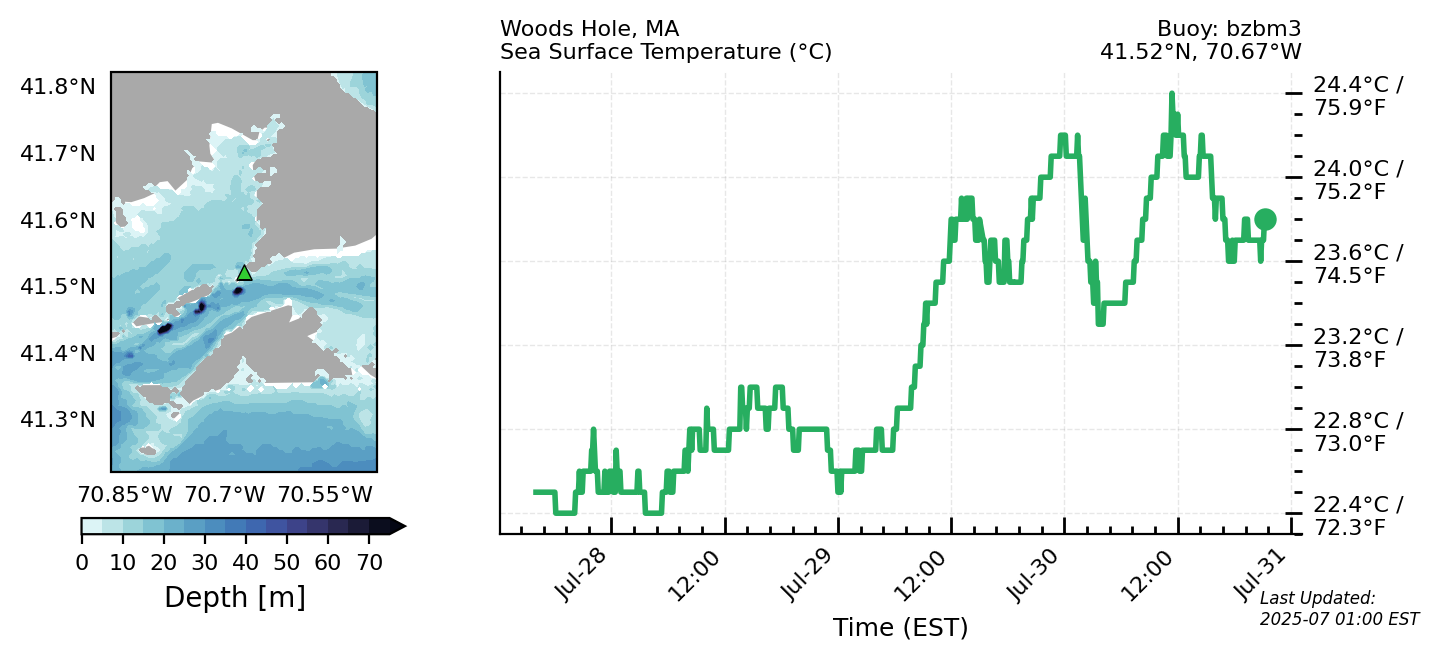 Woods Hole, MA
Sea Surface Temperature (°C)
Buoy: bzbm3
41.52°N, 70.67°W
41.8°N
41.7°N
41.6°N
41.5°N
41.4°N
41.3°N
70.85°W 70.7°W 70.55°W
0 10 20 30 40 50 60 70
Depth [m]
24.4°C /
75.9°F
24.0°C /
75.2°F
23.6°C /
74.5°F
23.2°C /
73.8°F
22.8°C /
73.0°F
22.4°C /
72.3°F
Jul-28
12:00
Jul-29
12:00
Jul-30
12:00
Jul-31
Time (EST)
Last Updated:
2025-07 01:00 EST